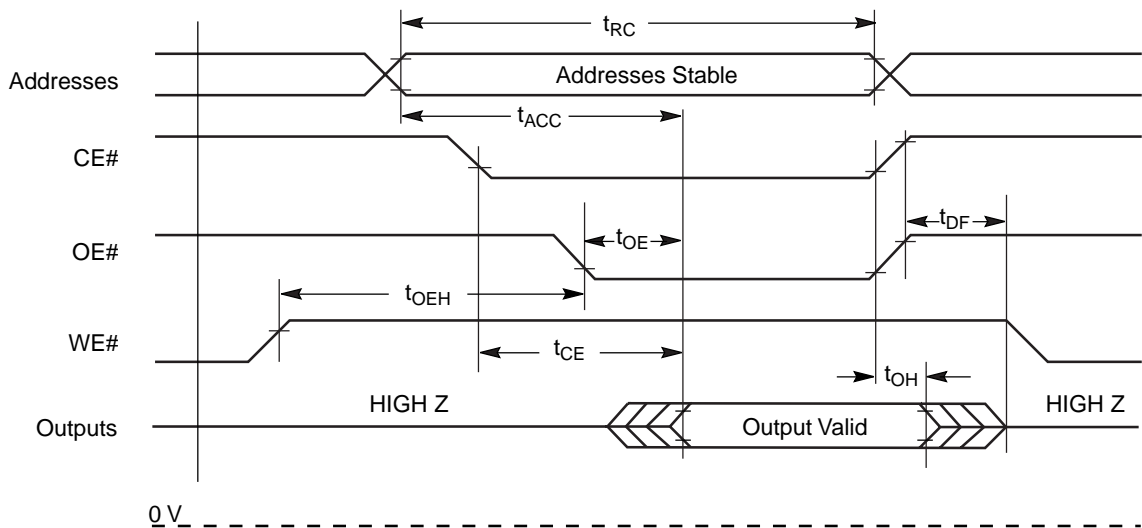 tRC
Addresses
Addresses Stable
tACC
CE#
tDF
tOE
OE#
tOEH
WE#
tCE
tOH
HIGH Z
HIGH Z
Outputs
Output Valid
0 V